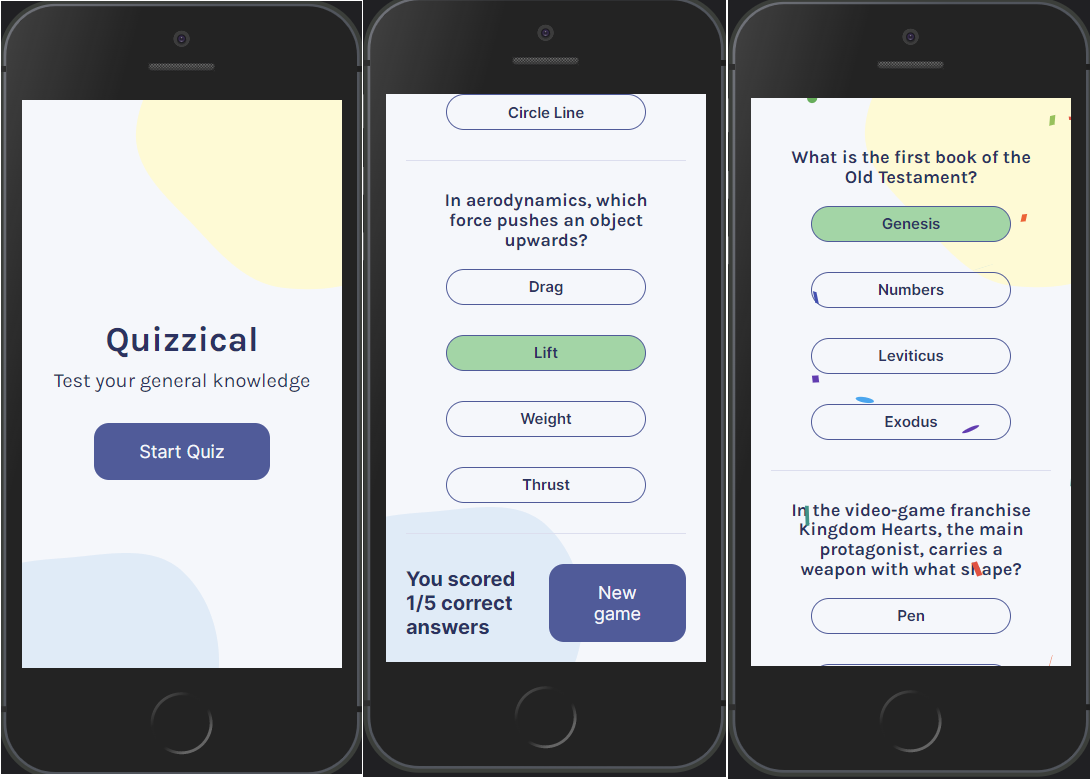 Quizzical
Test your general knowledge
Start Quiz
Circle Line
In aerodynamics, which
force pushes an object
upwards?
Drag
Lift
Weight
Thrust
You scored
1/5 correct
answers
New
game
What is the first book of the
Old Testament?
Genesis
Numbers
Leviticus
Exodus
In the video-game franchise
Kingdom Hearts, the main
protagonist, carries a
weapon with what shape?
Pen